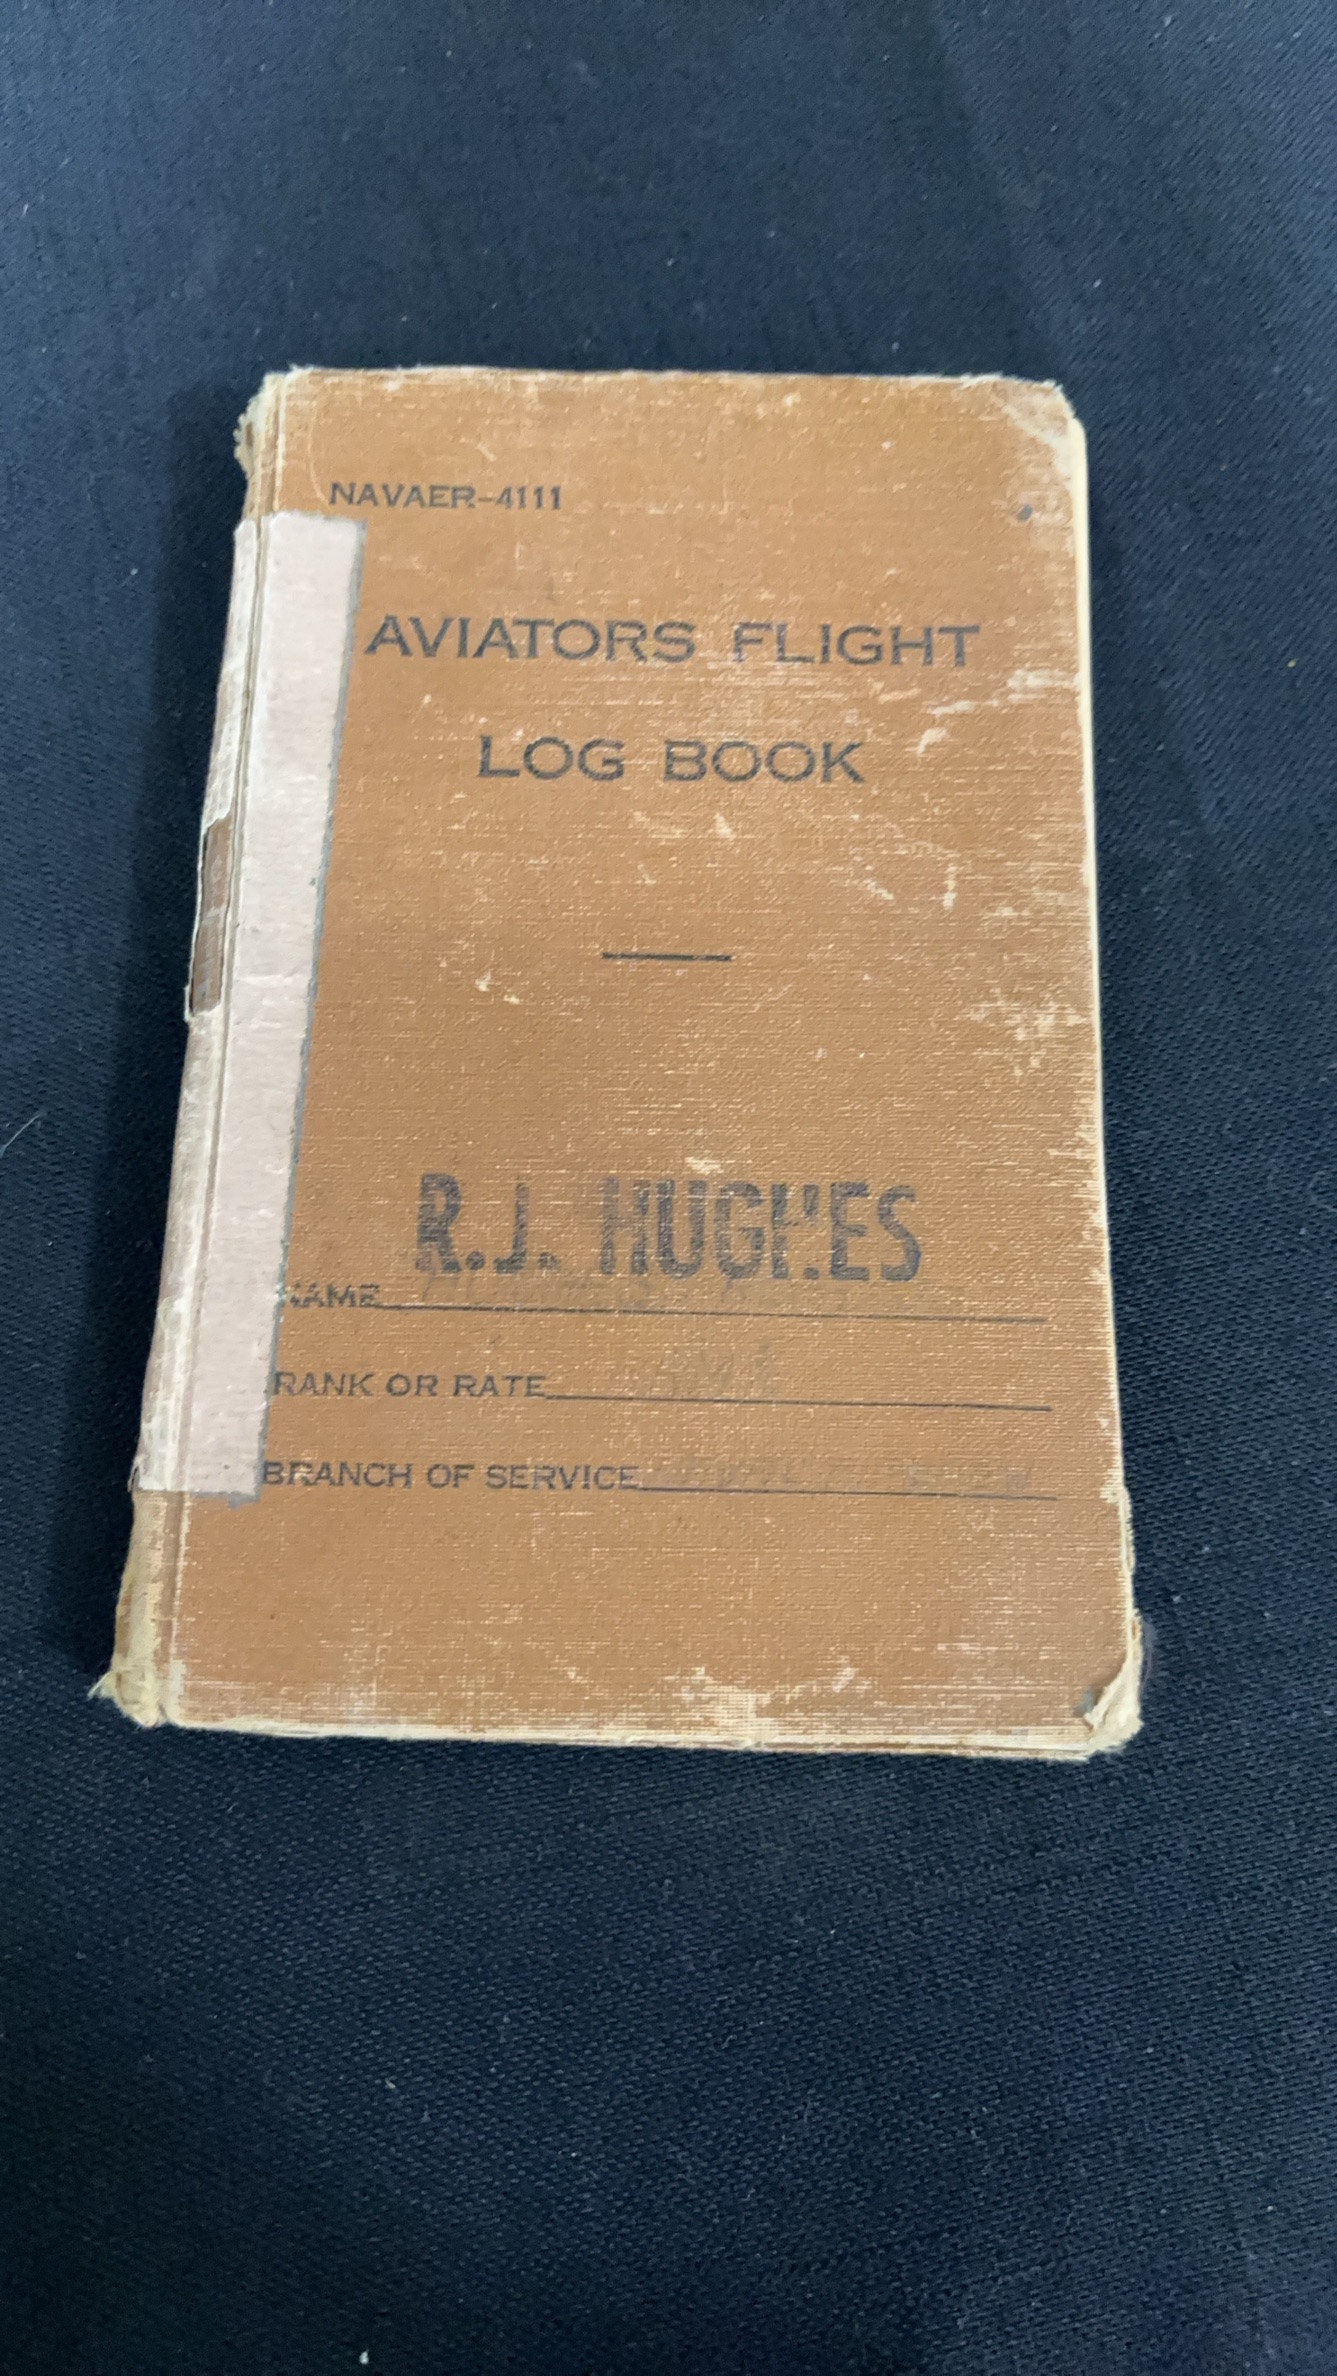 NAVAER-4111
AVIATORS FLIGHT
LOG BOOK
R.J. HUGHES
NAME
RANK OR RATE
BRANCH OF SERVICE